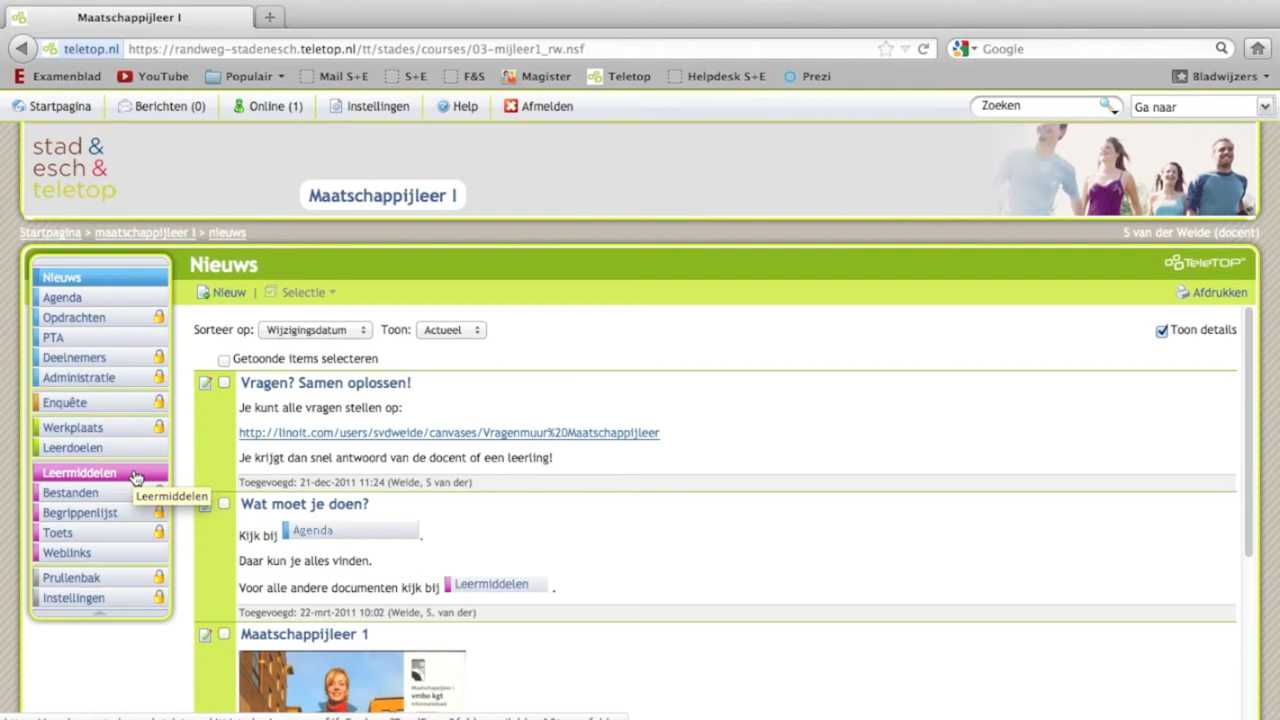 Maatschappijleer I
teletop.nl https://randweg-stadenesch.teletop.nl/tt/stades/courses/03-mijleer1_rw.nsf Google
Examenblad YouTube Populair Mail S+E S+E F&S Magister Teletop Helpdesk S+E Prezi Bladwijzers
Startpagina Berichten (0) Online (1) Instellingen Help Afmelden Zoeken Ga naar
stad &
esch &
teletop
Maatschappijleer I
Startpagina > maatschappijleer I > nieuws S van der Weide (docent)
Nieuws
Agenda
Opdrachten
PTA
Deelnemers
Administratie
Enquête
Werkplaats
Leerdoelen
Leermiddelen
Leermiddelen
Bestanden
Begrippenlijst
Toets
Weblinks
Prullenbak
Instellingen
Nieuws TeleTOP
Nieuw | Selectie Afdrukken
Sorteer op: Wijzigingsdatum Toon: Actueel Toon details
Getoonde items selecteren
Vragen? Samen oplossen!
Je kunt alle vragen stellen op:
http://linoit.com/users/svdweide/canvases/Vragenmuur%20Maatschappijleer
Je krijgt dan snel antwoord van de docent of een leerling!
Toegevoegd: 21-dec-2011 11:24 (Weide, S van der)
Wat moet je doen?
Kijk bij Agenda .
Daar kun je alles vinden.
Voor alle andere documenten kijk bij Leermiddelen .
Toegevoegd: 22-mrt-2011 10:02 (Weide, S. van der)
Maatschappijleer 1
Maatschappijleer I
vmbo kgt
Informatieboek